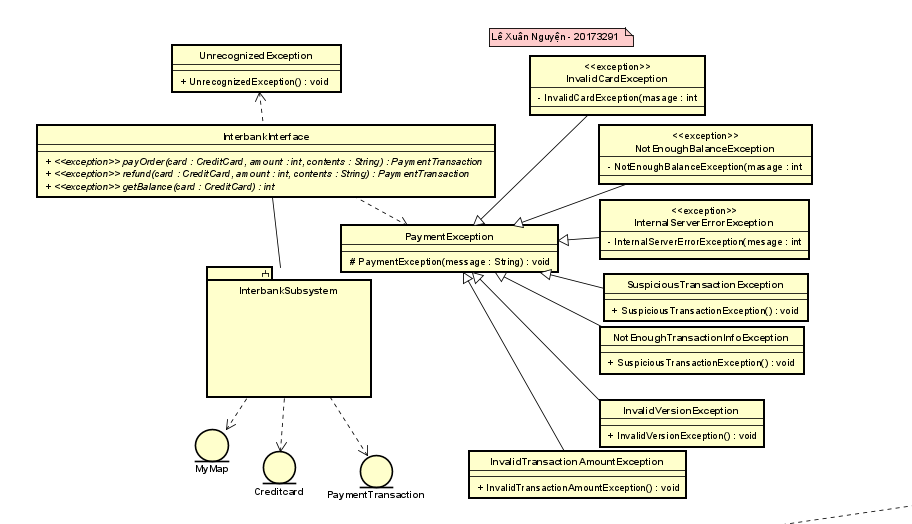 Lê Xuân Nguyện - 20173291
UnrecognizedException
+ UnrecognizedException() : void
<<exception>>
InvalidCardException
- InvalidCardException(masage : int
InterbankInterface
+ <<exception>> payOrder(card : CreditCard, amount : int, contents : String) : PaymentTransaction
+ <<exception>> refund(card : CreditCard, amount : int, contents : String) : PaymentTransaction
+ <<exception>> getBalance(card : CreditCard) : int
<<exception>>
NotEnoughBalanceException
- NotEnoughBalanceException(masage : int
<<exception>>
InternalServerErrorException
- InternalServerErrorException(mesage : int
PaymentException
# PaymentException(message : String) : void
InterbankSubsystem
SuspiciousTransactionException
+ SuspiciousTransactionException() : void
NotEnoughTransactionInfoException
+ SuspiciousTransactionException() : void
InvalidVersionException
+ InvalidVersionException() : void
InvalidTransactionAmountException
+ InvalidTransactionAmountException() : void
MyMap
Creditcard
PaymentTransaction